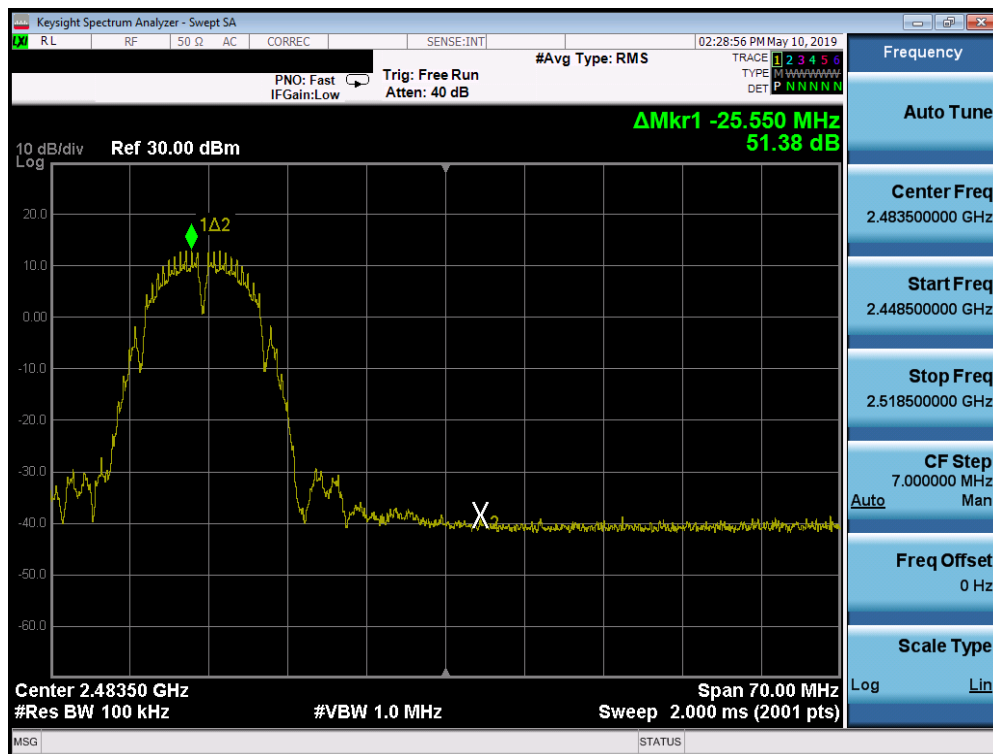 Keysight Spectrum Analyzer - Swept SA
LXI RL RF 50 Ω AC CORREC SENSE:INT 02:28:56 PM May 10, 2019
#Avg Type: RMS TRACE 1 2 3 4 5 6
PNO: Fast Trig: Free Run TYPE M WWWWW
IFGain:Low Atten: 40 dB DET P N N N N N
ΔMkr1 -25.550 MHz
10 dB/div Ref 30.00 dBm 51.38 dB
Log
1Δ2
20.0
10.0
0.00
-10.0
-20.0
-30.0
-40.0
X2
-50.0
-60.0
Center 2.48350 GHz Span 70.00 MHz
#Res BW 100 kHz #VBW 1.0 MHz Sweep 2.000 ms (2001 pts)
MSG STATUS
Frequency
Auto Tune
Center Freq
2.483500000 GHz
Start Freq
2.448500000 GHz
Stop Freq
2.518500000 GHz
CF Step
7.000000 MHz
Auto Man
Freq Offset
0 Hz
Scale Type
Log Lin